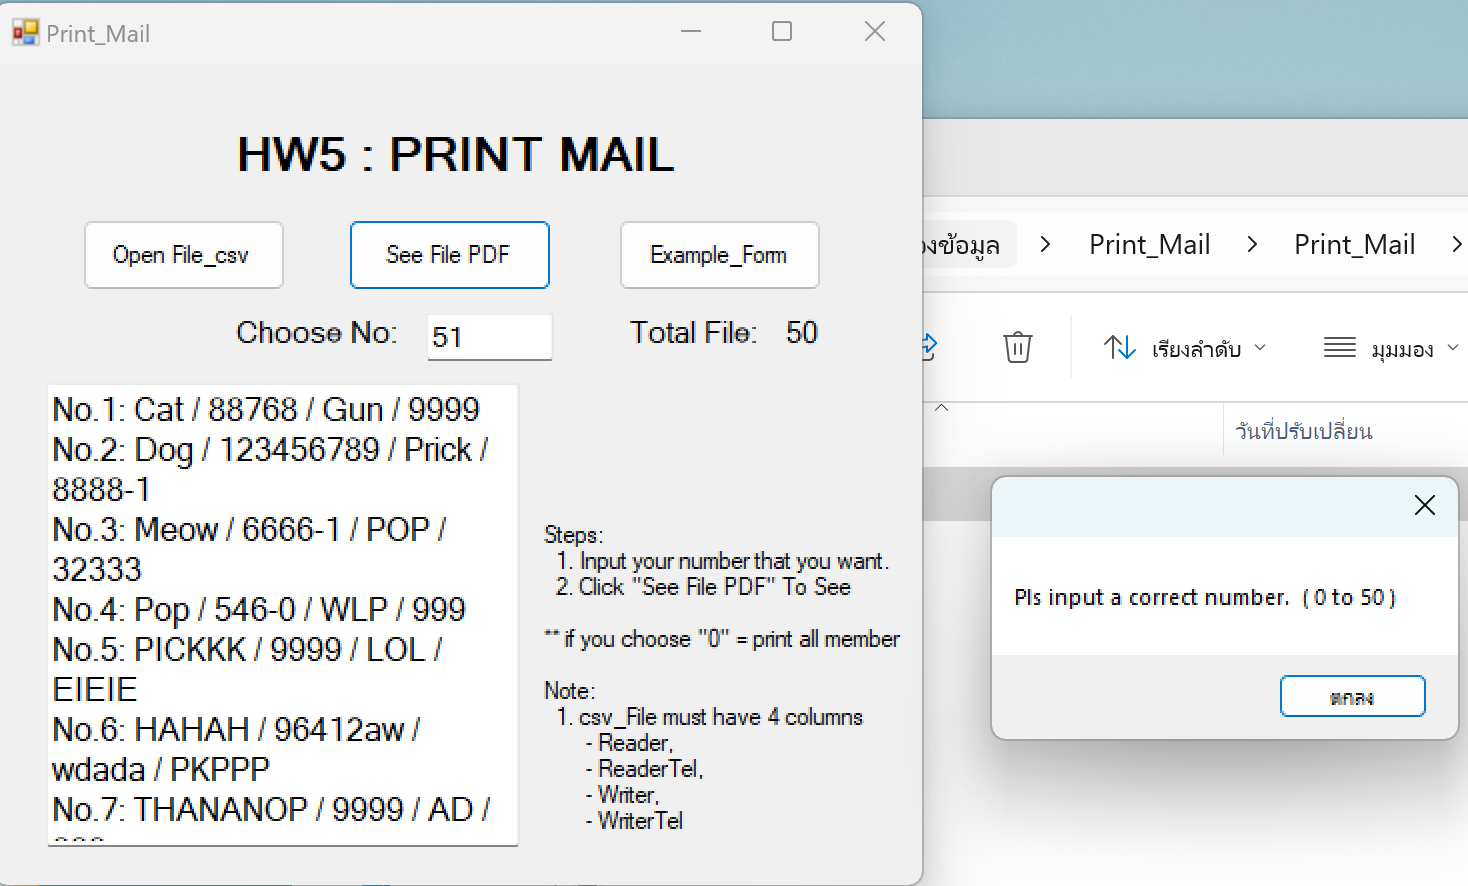 Print_Mail
HW5 : PRINT MAIL
Open File_csv
See File PDF
Example_Form
Choose No: 51
Total File: 50
No.1: Cat / 88768 / Gun / 9999
No.2: Dog / 123456789 / Prick /
8888-1
No.3: Meow / 6666-1 / POP /
32333
No.4: Pop / 546-0 / WLP / 999
No.5: PICKKK / 9999 / LOL /
EIEIE
No.6: HAHAH / 96412aw /
wdada / PKPPP
No.7: THANANOP / 9999 / AD /
Steps:
1. Input your number that you want.
2. Click "See File PDF" To See
** if you choose "0" = print all member
Note:
1. csv_File must have 4 columns
- Reader,
- ReaderTel,
- Writer,
- WriterTel
งข้อมูล > Print_Mail > Print_Mail >
เรียงลำดับ
มุมมอง
วันที่ปรับเปลี่ยน
Pls input a correct number. ( 0 to 50 )
ตกลง